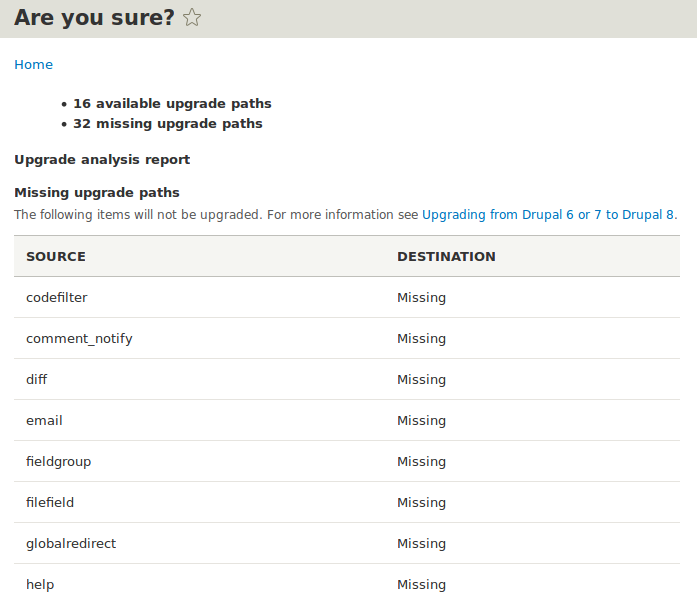 Are you sure?
Home
• 16 available upgrade paths
• 32 missing upgrade paths
Upgrade analysis report
Missing upgrade paths
The following items will not be upgraded. For more information see Upgrading from Drupal 6 or 7 to Drupal 8.
SOURCE DESTINATION
codefilter Missing
comment_notify Missing
diff Missing
email Missing
fieldgroup Missing
filefield Missing
globalredirect Missing
help Missing